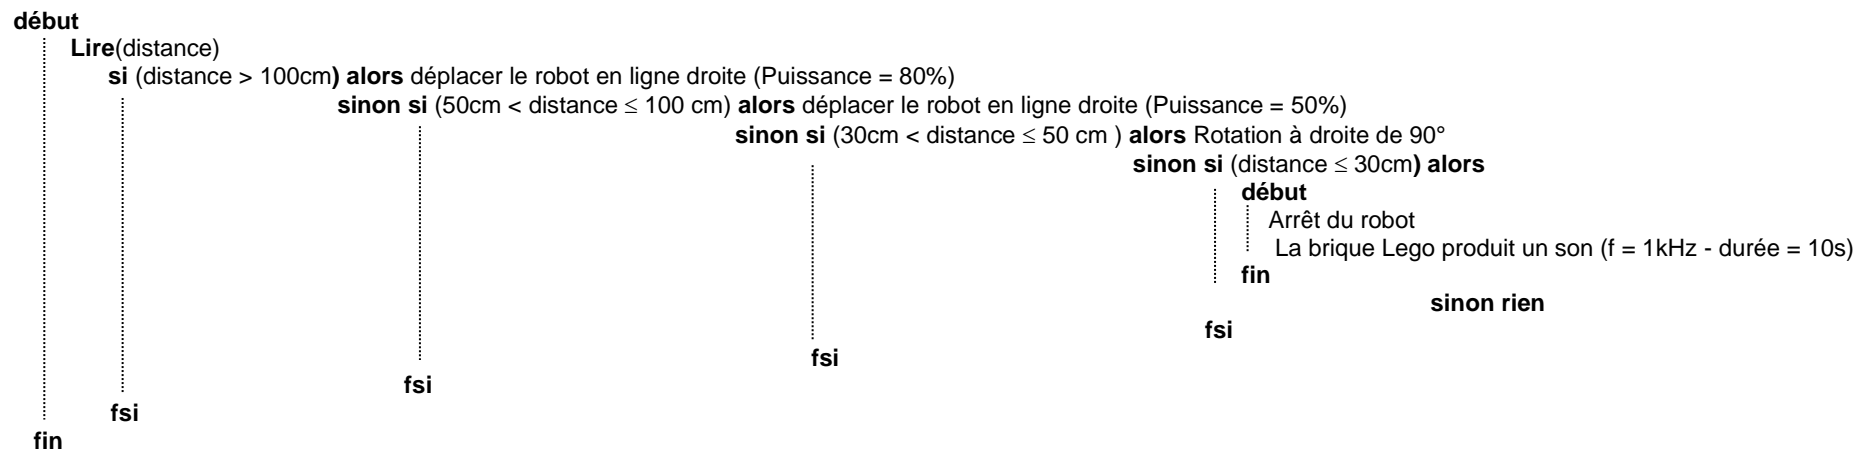 début
Lire(distance)
si (distance > 100cm) alors déplacer le robot en ligne droite (Puissance = 80%)
sinon si (50cm < distance ≤ 100 cm) alors déplacer le robot en ligne droite (Puissance = 50%)
sinon si (30cm < distance ≤ 50 cm ) alors Rotation à droite de 90°
sinon si (distance ≤ 30cm) alors
début
Arrêt du robot
La brique Lego produit un son (f = 1kHz - durée = 10s)
fin
sinon rien
fsi
fsi
fsi
fsi
fin